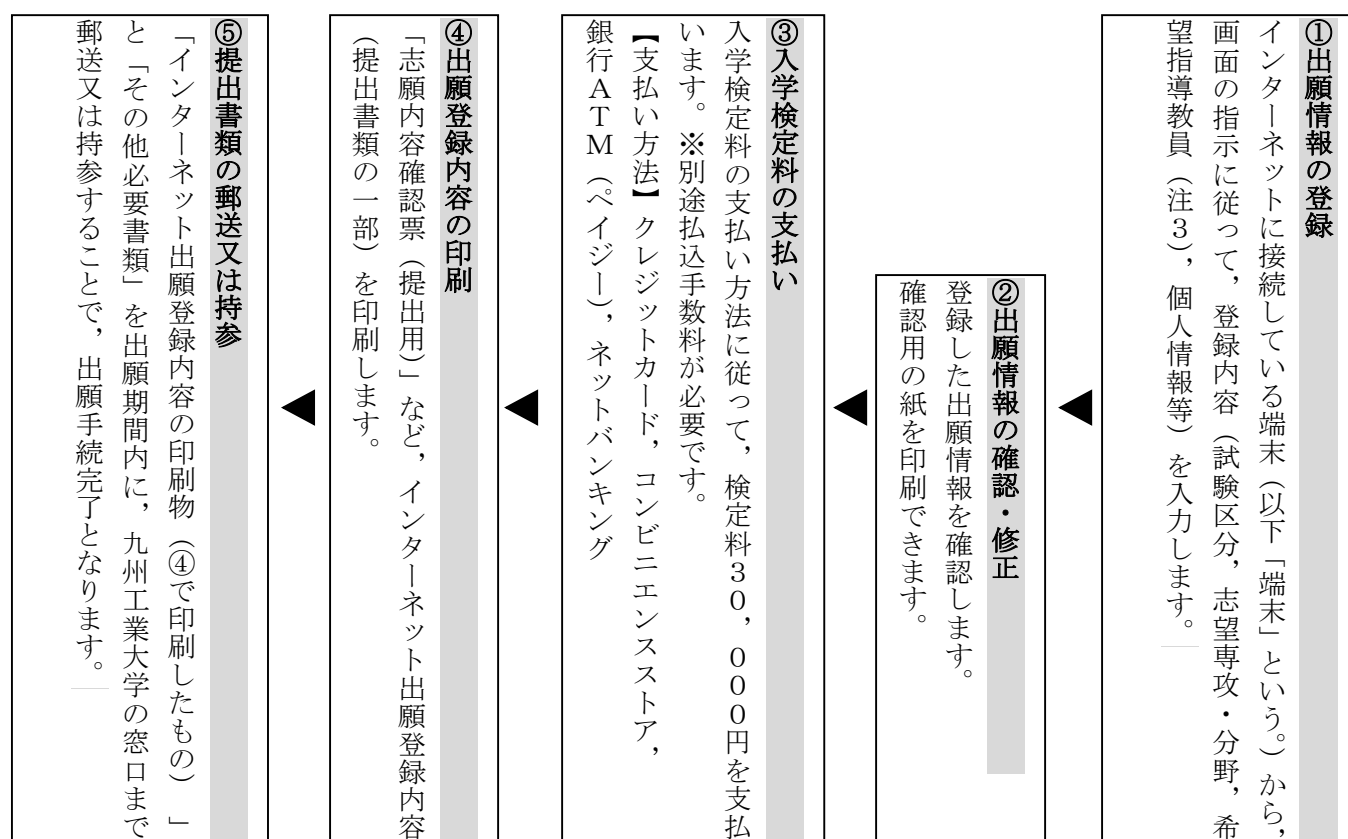 ①出願情報の登録
インターネットに接続している端末（以下「端末」という。）から，
画面の指示に従って，登録内容（試験区分，志望専攻・分野，希
望指導教員（注３），個人情報等）を入力します。
②出願情報の確認・修正
登録した出願情報を確認します。
確認用の紙を印刷できます。
③入学検定料の支払い
入学検定料の支払い方法に従って，検定料３０，０００円を支払
います。※別途払込手数料が必要です。
【支払い方法】クレジットカード，コンビニエンスストア，
銀行ＡＴＭ（ペイジー），ネットバンキング
④出願登録内容の印刷
「志願内容確認票（提出用）」など，インターネット出願登録内容
（提出書類の一部）を印刷します。
⑤提出書類の郵送又は持参
「インターネット出願登録内容の印刷物（④で印刷したもの）」
と「その他必要書類」を出願期間内に，九州工業大学の窓口まで
郵送又は持参することで，出願手続完了となります。